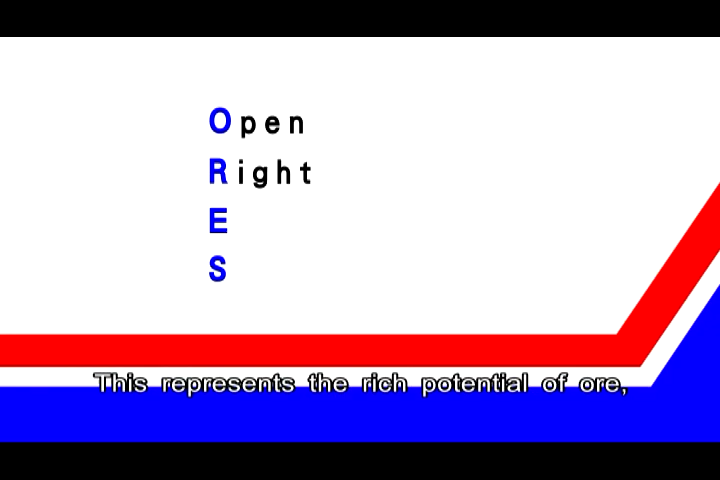 Open
Right
E
S
This represents the rich potential of ore,